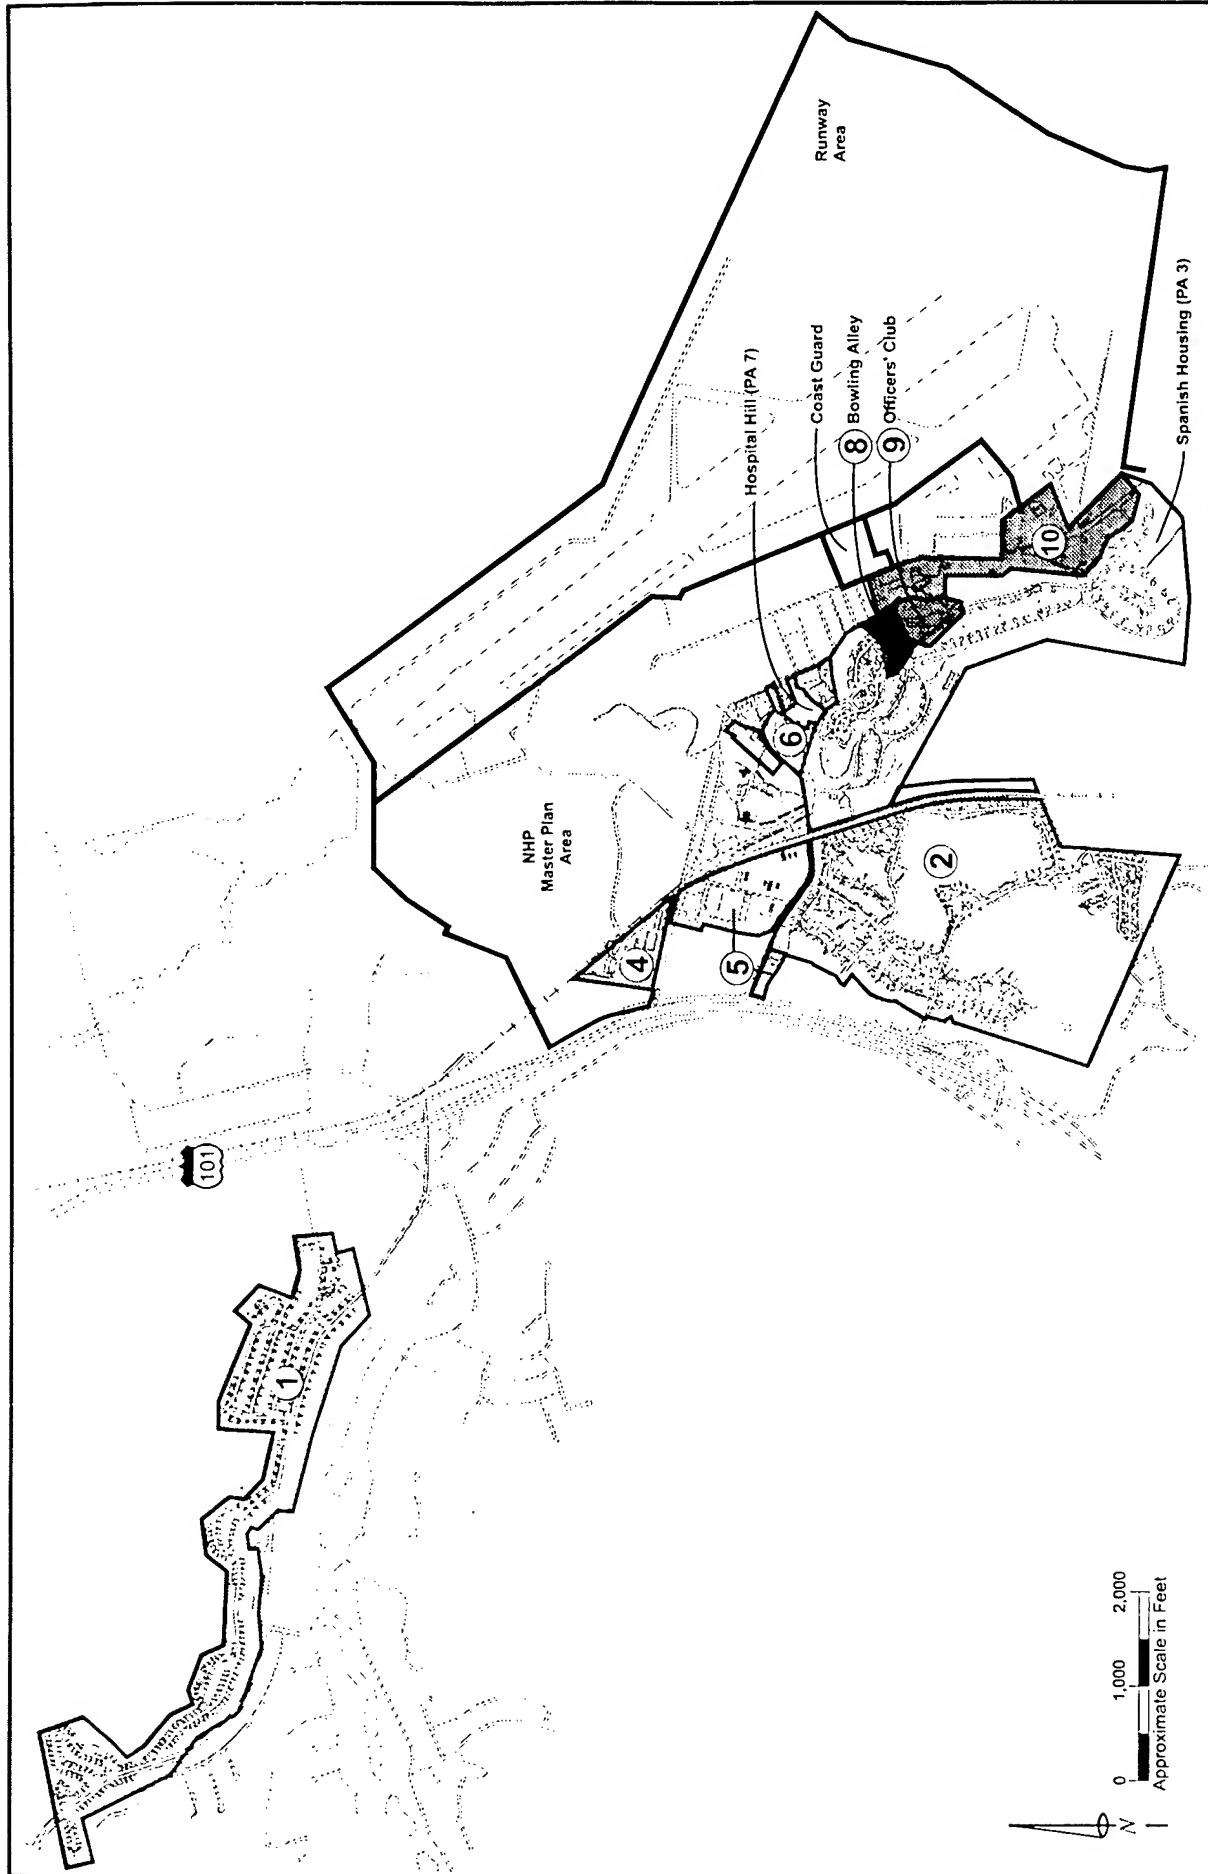 Runway
Area
NHP
Master Plan
Area
Hospital Hill (PA 7)
Coast Guard
8 Bowling Alley
9 Officers' Club
Spanish Housing (PA 3)
101
1
2
4
5
6
10
0 1,000 2,000
Approximate Scale in Feet
N